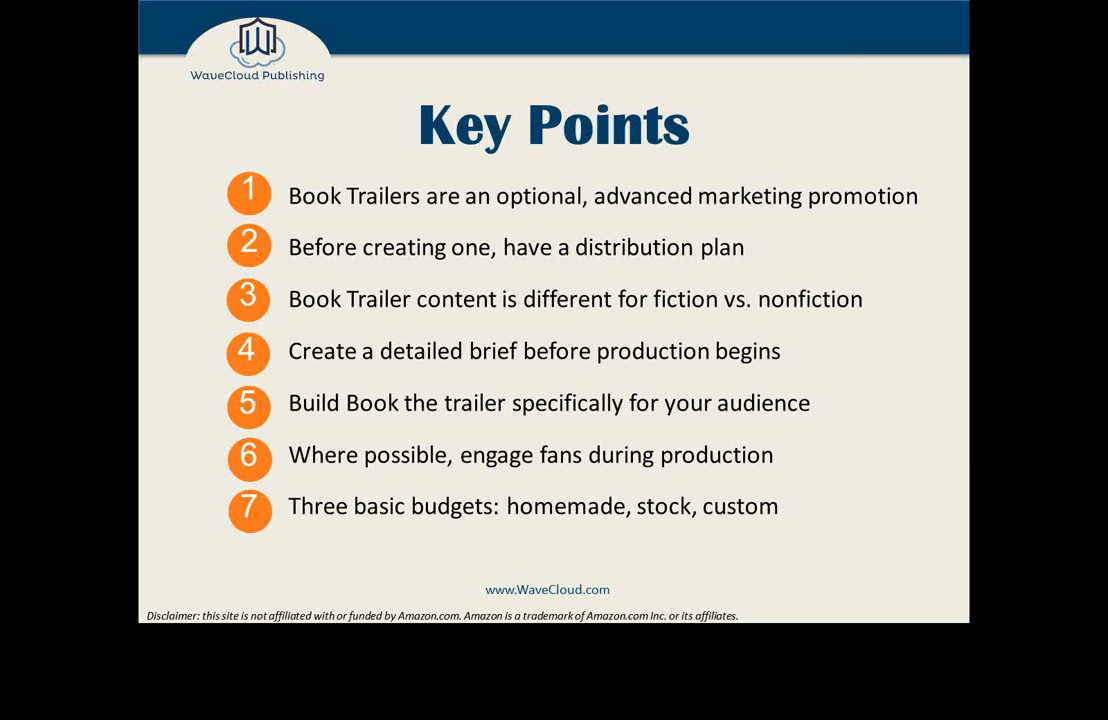 WaveCloud Publishing
Key Points
1 Book Trailers are an optional, advanced marketing promotion
2 Before creating one, have a distribution plan
3 Book Trailer content is different for fiction vs. nonfiction
4 Create a detailed brief before production begins
5 Build Book the trailer specifically for your audience
6 Where possible, engage fans during production
7 Three basic budgets: homemade, stock, custom
www.WaveCloud.com
Disclaimer: this site is not affiliated with or funded by Amazon.com. Amazon is a trademark of Amazon.com Inc. or its affiliates.